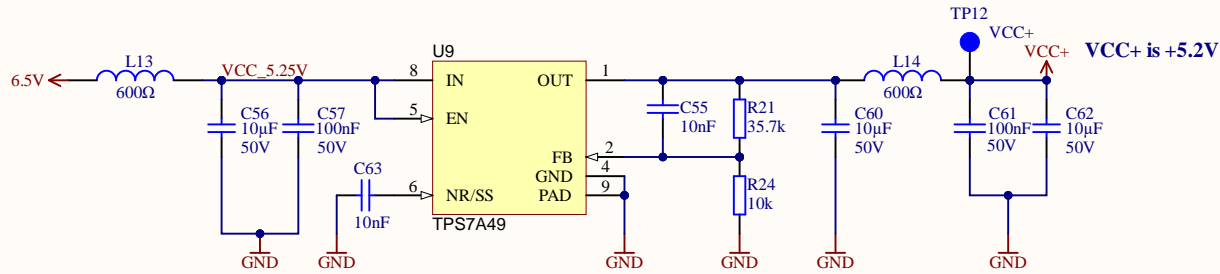 TP12
U9
L13
VCC_5.25V
8
IN
OUT
1
L14
VCC+
VCC+
VCC+ is +5.2V
6.5V
600Ω
600Ω
C56
10µF
50V
C57
100nF
50V
5
EN
C55
10nF
R21
35.7k
C60
10µF
50V
C61
100nF
50V
C62
10µF
50V
FB
2
GND
4
C63
10nF
6
NR/SS
PAD
9
R24
10k
TPS7A49
GND
GND
GND
GND
GND
GND